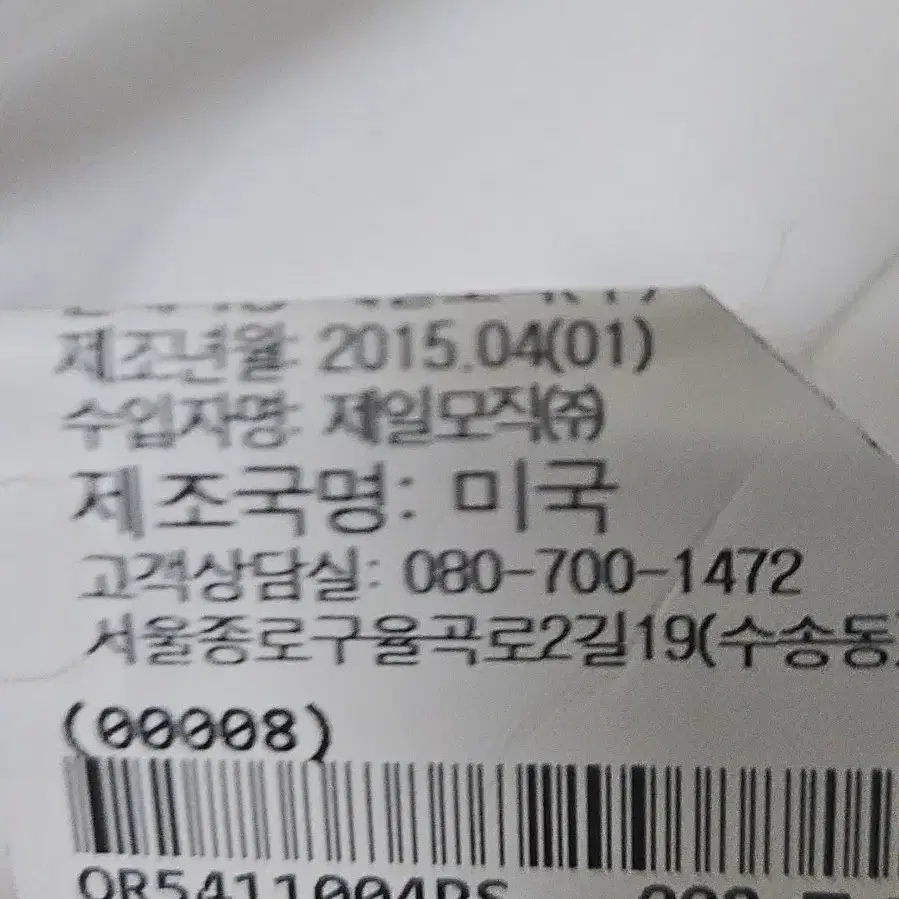 제조년월: 2015.04(01)
수입자명: 제일모직(주)
제조국명: 미국
고객상담실: 080-700-1472
서울종로구율곡로2길19(수송동)
(00008)